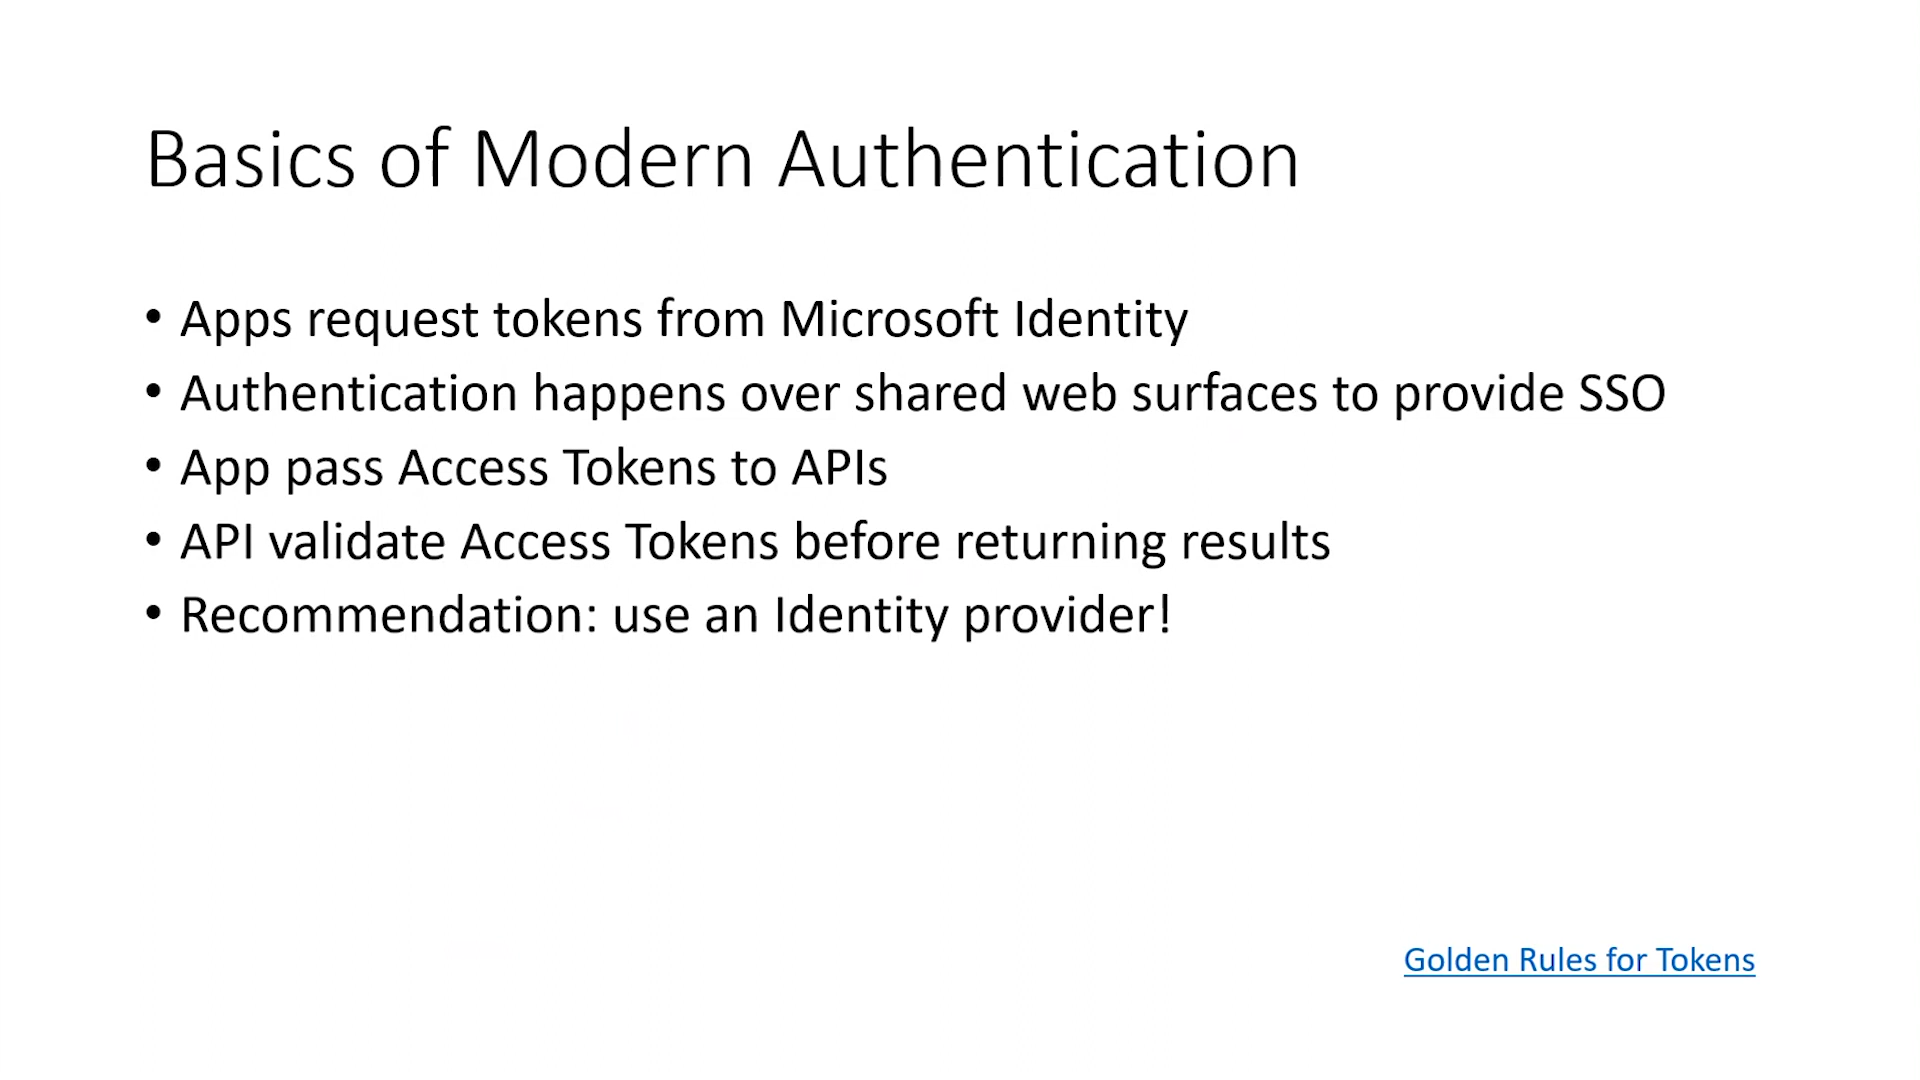 Basics of Modern Authentication
• Apps request tokens from Microsoft Identity
• Authentication happens over shared web surfaces to provide SSO
• App pass Access Tokens to APIs
• API validate Access Tokens before returning results
• Recommendation: use an Identity provider!
Golden Rules for Tokens